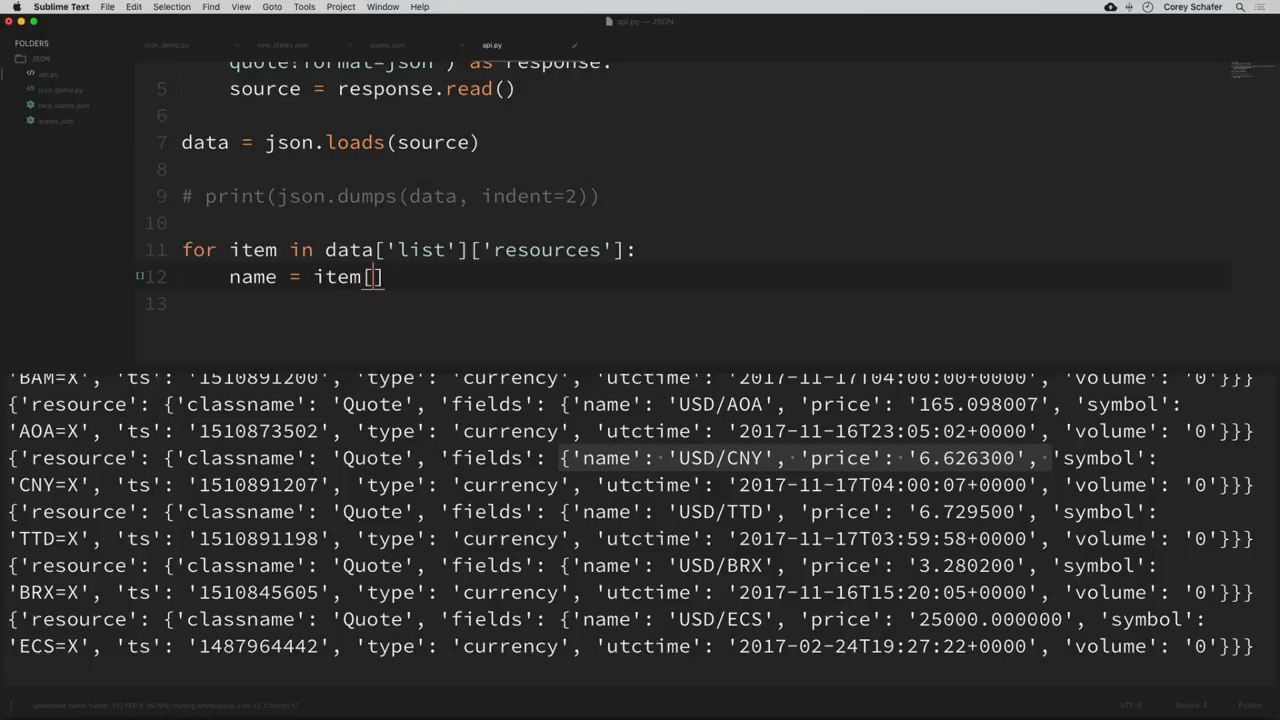 Sublime Text File Edit Selection Find View Goto Tools Project Window Help Corey Schafer
api.py — JSON
FOLDERS
JSON
api.py
json_demo.py
new_states.json
states.json
json_demo.py new_states.json states.json api.py
quote?format=json") as response:
5 source = response.read()
6
7 data = json.loads(source)
8
9 # print(json.dumps(data, indent=2))
10
11 for item in data['list']['resources']:
12 name = item[]
13
'BAM=X', 'ts': '1510891200', 'type': 'currency', 'utctime': '2017-11-17T04:00:00+0000', 'volume': '0'}}}
{'resource': {'classname': 'Quote', 'fields': {'name': 'USD/AOA', 'price': '165.098007', 'symbol':
'AOA=X', 'ts': '1510873502', 'type': 'currency', 'utctime': '2017-11-16T23:05:02+0000', 'volume': '0'}}}
{'resource': {'classname': 'Quote', 'fields': {'name': 'USD/CNY', 'price': '6.626300', 'symbol':
'CNY=X', 'ts': '1510891207', 'type': 'currency', 'utctime': '2017-11-17T04:00:07+0000', 'volume': '0'}}}
{'resource': {'classname': 'Quote', 'fields': {'name': 'USD/TTD', 'price': '6.729500', 'symbol':
'TTD=X', 'ts': '1510891198', 'type': 'currency', 'utctime': '2017-11-17T03:59:58+0000', 'volume': '0'}}}
{'resource': {'classname': 'Quote', 'fields': {'name': 'USD/BRX', 'price': '3.280200', 'symbol':
'BRX=X', 'ts': '1510845605', 'type': 'currency', 'utctime': '2017-11-16T15:20:05+0000', 'volume': '0'}}}
{'resource': {'classname': 'Quote', 'fields': {'name': 'USD/ECS', 'price': '25000.000000', 'symbol':
'ECS=X', 'ts': '1487964442', 'type': 'currency', 'utctime': '2017-02-24T19:27:22+0000', 'volume': '0'}}}
UTF-8 Spaces: 4 Python